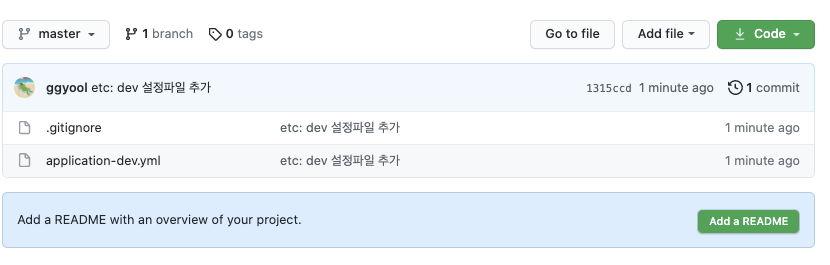 master 1 branch 0 tags Go to file Add file Code
ggyool etc: dev 설정파일 추가 1315ccd 1 minute ago 1 commit
.gitignore etc: dev 설정파일 추가 1 minute ago
application-dev.yml etc: dev 설정파일 추가 1 minute ago
Add a README with an overview of your project. Add a README